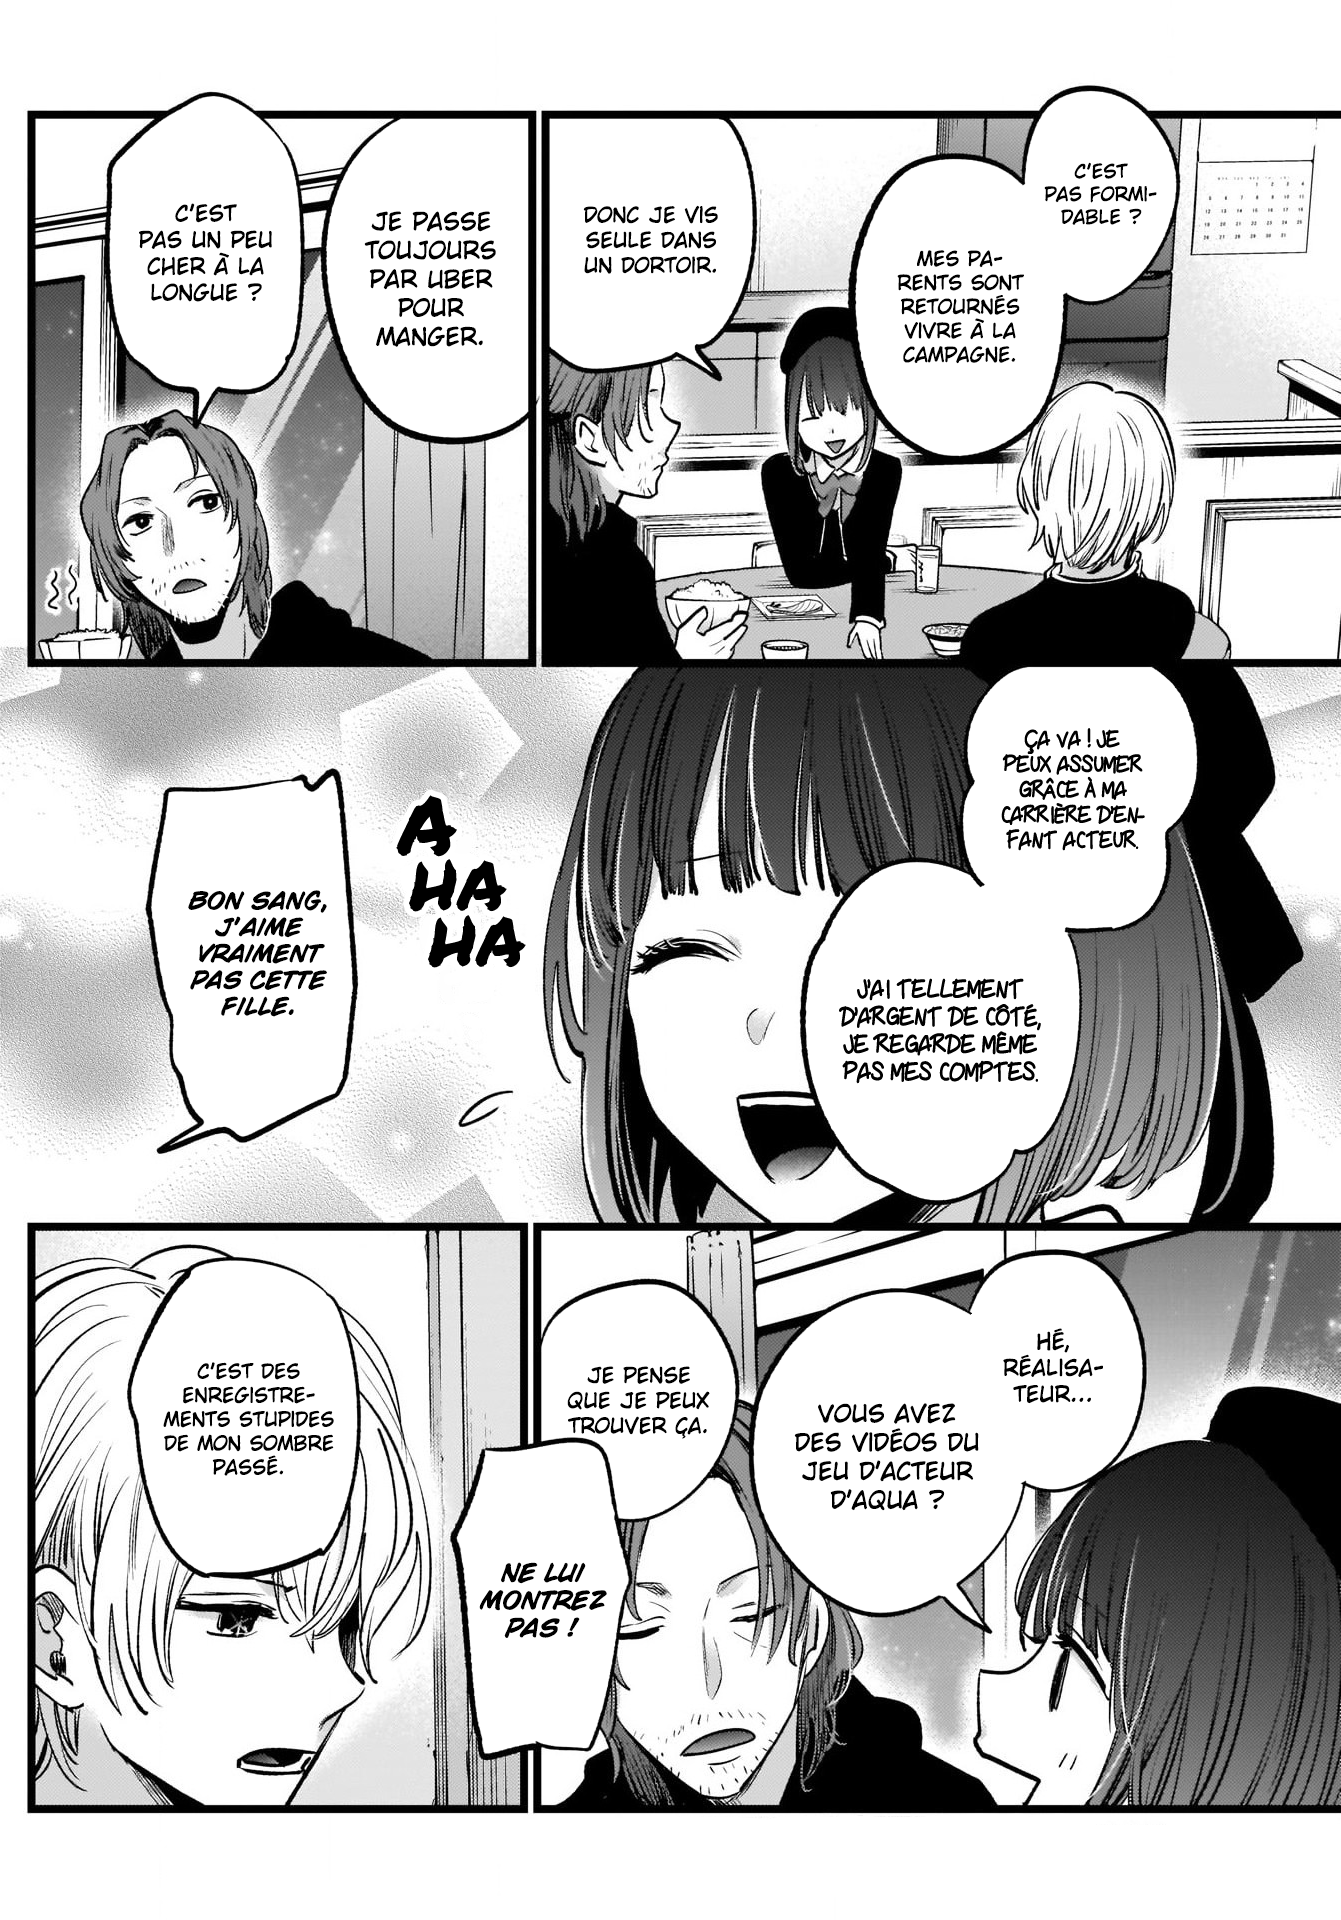 C'EST
PAS FORMI-
DABLE ?
MES PA-
RENTS SONT
RETOURNÉS
VIVRE À LA
CAMPAGNE.
DONC JE VIS
SEULE DANS
UN DORTOIR.
JE PASSE
TOUJOURS
PAR UBER
POUR
MANGER.
C'EST
PAS UN PEU
CHER À LA
LONGUE ?
ÇA VA ! JE
PEUX ASSUMER
GRÂCE À MA
CARRIÈRE D'EN-
FANT ACTEUR.
J'AI TELLEMENT
D'ARGENT DE CÔTÉ,
JE REGARDE MÊME
PAS MES COMPTES.
A
HA
HA
BON SANG,
J'AIME
VRAIMENT
PAS CETTE
FILLE.
HÉ,
RÉALISA-
TEUR...
VOUS AVEZ
DES VIDÉOS DU
JEU D'ACTEUR
D'AQUA ?
JE PENSE
QUE JE PEUX
TROUVER ÇA.
NE LUI
MONTREZ
PAS !
C'EST DES
ENREGISTRE-
MENTS STUPIDES
DE MON SOMBRE
PASSÉ.